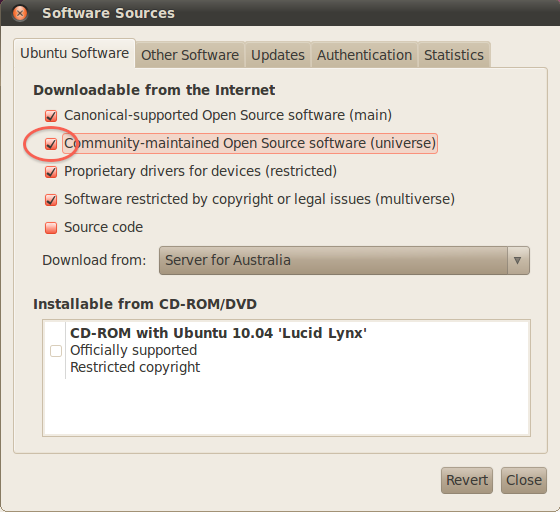 Software Sources
Ubuntu Software Other Software Updates Authentication Statistics
Downloadable from the Internet
Canonical-supported Open Source software (main)
Community-maintained Open Source software (universe)
Proprietary drivers for devices (restricted)
Software restricted by copyright or legal issues (multiverse)
Source code
Download from: Server for Australia
Installable from CD-ROM/DVD
CD-ROM with Ubuntu 10.04 'Lucid Lynx'
Officially supported
Restricted copyright
Revert Close